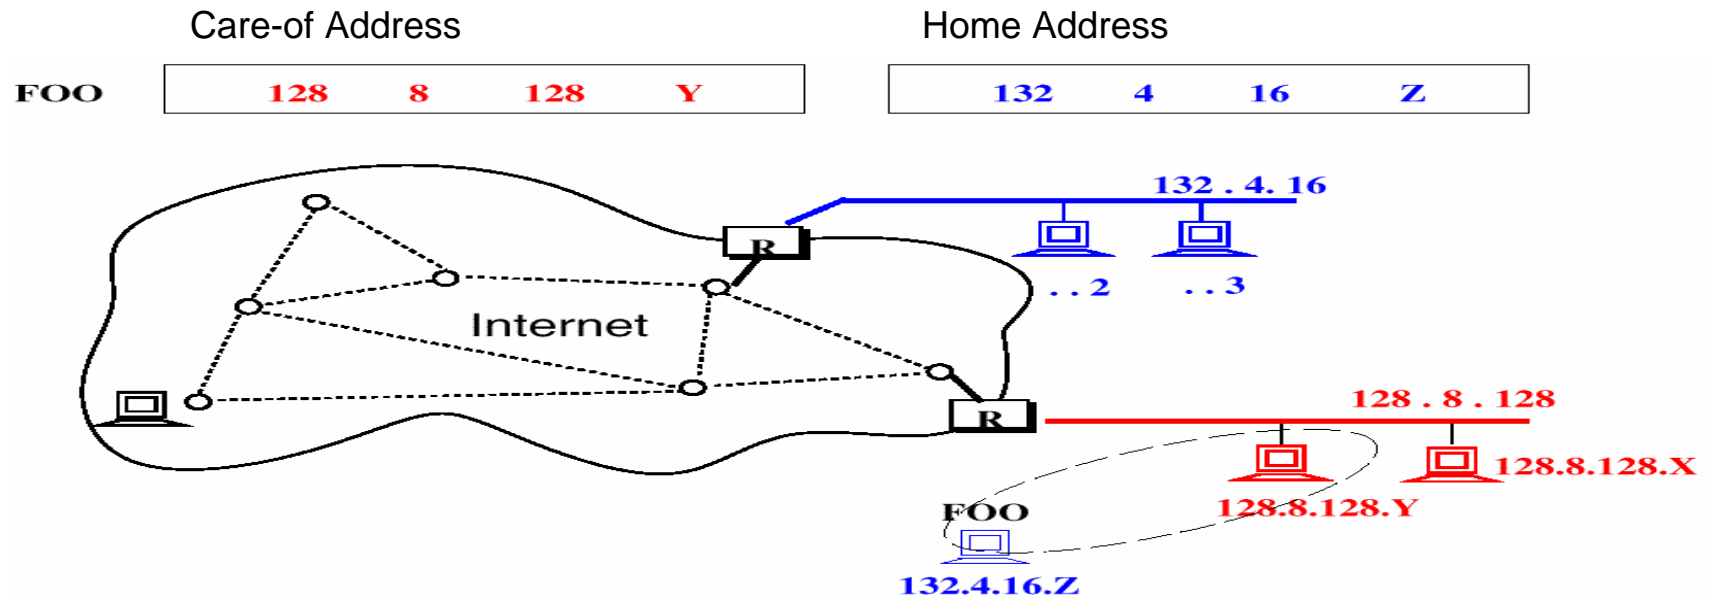 Care-of Address Home Address
FOO 128 8 128 Y 132 4 16 Z
132 . 4. 16
R
. . 2 . . 3
Internet
128 . 8 . 128
R
128.8.128.X
FOO 128.8.128.Y
132.4.16.Z